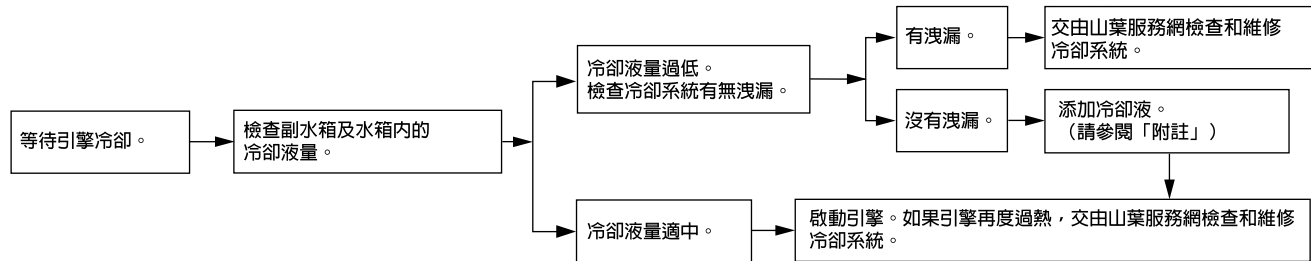 等待引擎冷卻。
檢查副水箱及水箱內的
冷卻液量。
冷卻液量過低。
檢查冷卻系統有無洩漏。
有洩漏。
交由山葉服務網檢查和維修
冷卻系統。
沒有洩漏。
添加冷卻液。
（請參閱「附註」）
冷卻液量適中。
啟動引擎。如果引擎再度過熱，交由山葉服務網檢查和維修
冷卻系統。